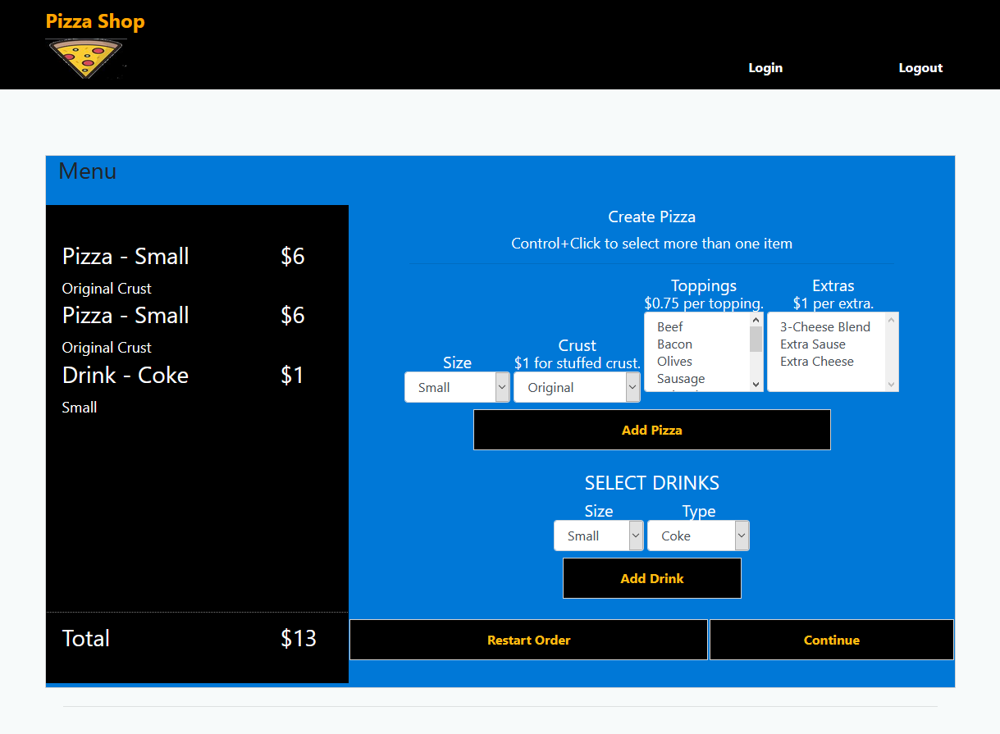 Pizza Shop
Login
Logout
Menu
Pizza - Small $6
Original Crust
Pizza - Small $6
Original Crust
Drink - Coke $1
Small
Total $13
Create Pizza
Control+Click to select more than one item
Size
Small
Crust
$1 for stuffed crust.
Original
Toppings
$0.75 per topping.
Beef
Bacon
Olives
Sausage
Extras
$1 per extra.
3-Cheese Blend
Extra Sause
Extra Cheese
Add Pizza
SELECT DRINKS
Size
Small
Type
Coke
Add Drink
Restart Order
Continue